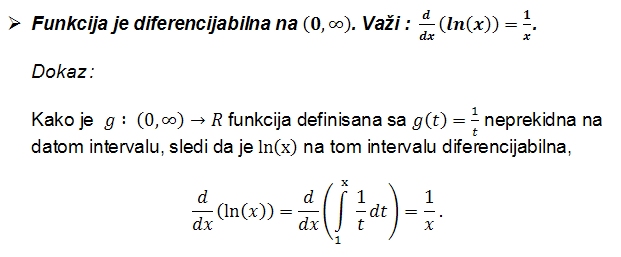 ➢ Funkcija je diferencijabilna na (0, ∞). Važi : d/dx (ln(x)) = 1/x.
Dokaz:
Kako je g : (0, ∞) → R funkcija definisana sa g(t) = 1/t neprekidna na
datom intervalu, sledi da je ln(x) na tom intervalu diferencijabilna,
d/dx (ln(x)) = d/dx (∫₁ˣ 1/t dt) = 1/x .